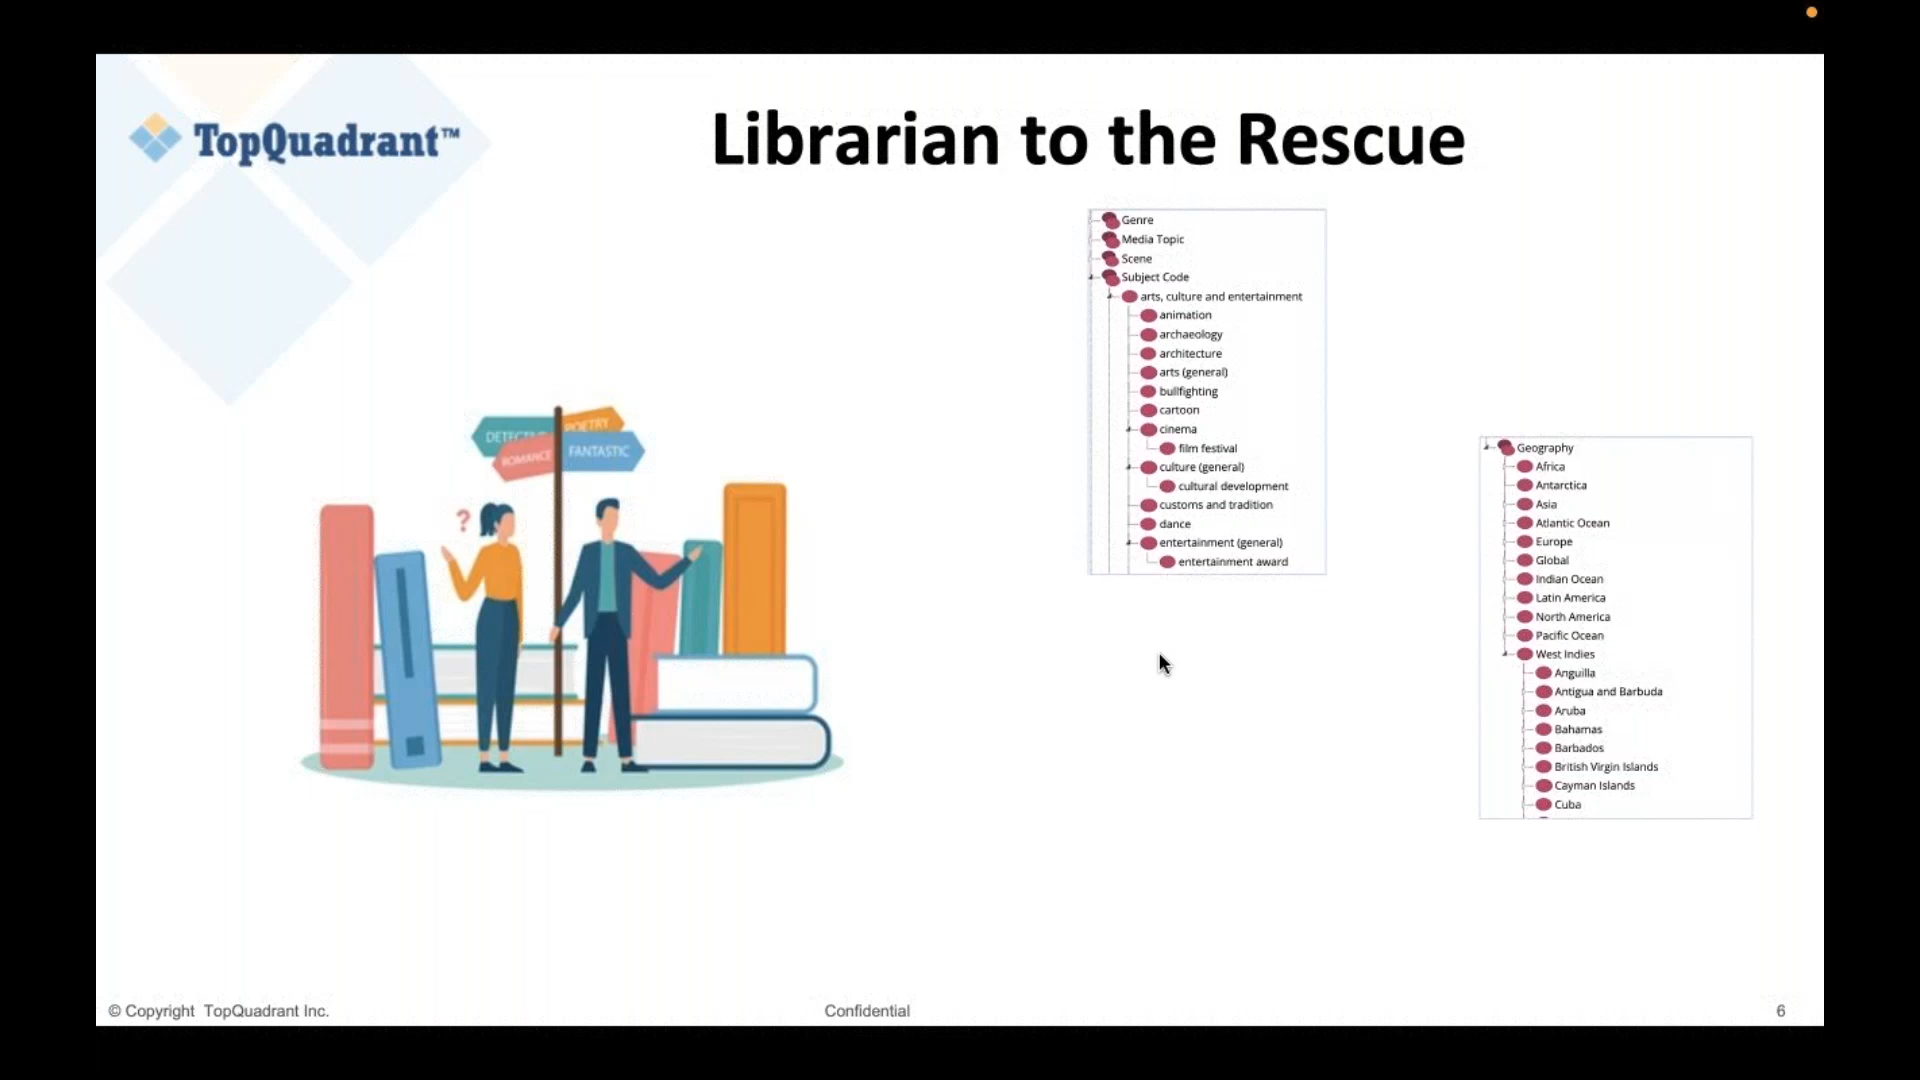 TopQuadrant™
Librarian to the Rescue
Genre
Media Topic
Scene
Subject Code
arts, culture and entertainment
animation
archaeology
architecture
arts (general)
bullfighting
cartoon
cinema
film festival
culture (general)
cultural development
customs and tradition
dance
entertainment (general)
entertainment award
POETRY
ROMANCE
FANTASTIC
?
Geography
Africa
Antarctica
Asia
Atlantic Ocean
Europe
Global
Indian Ocean
Latin America
North America
Pacific Ocean
West Indies
Anguilla
Antigua and Barbuda
Aruba
Bahamas
Barbados
British Virgin Islands
Cayman Islands
Cuba
© Copyright TopQuadrant Inc.
Confidential
6